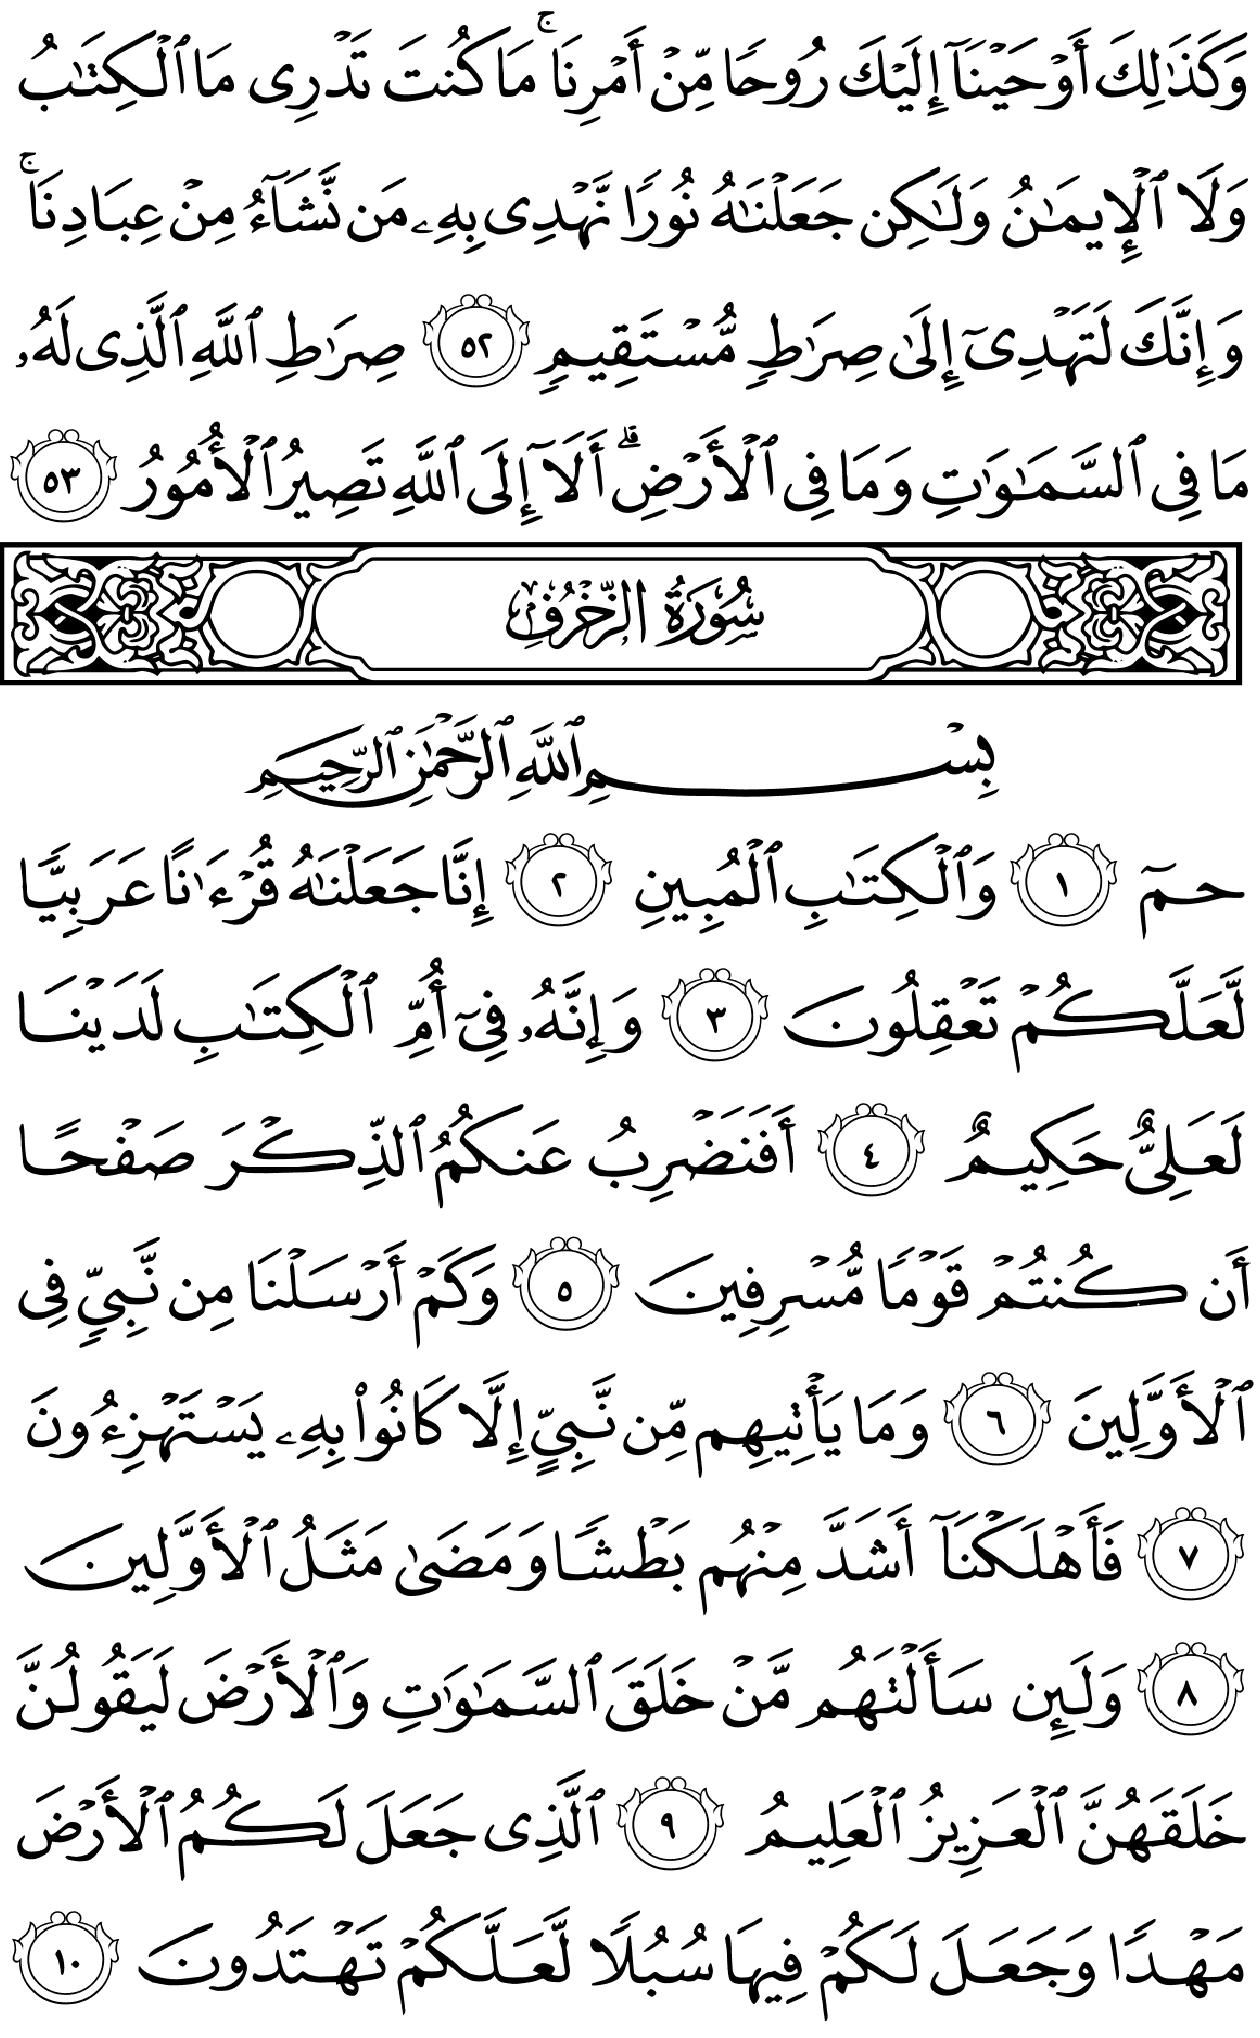 وَكَذَٰلِكَ أَوْحَيْنَآ إِلَيْكَ رُوحًا مِّنْ أَمْرِنَا ۚ مَا كُنتَ تَدْرِى مَا ٱلْكِتَٰبُ
وَلَا ٱلْإِيمَٰنُ وَلَٰكِن جَعَلْنَٰهُ نُورًا نَّهْدِى بِهِۦ مَن نَّشَآءُ مِنْ عِبَادِنَا ۚ
وَإِنَّكَ لَتَهْدِىٓ إِلَىٰ صِرَٰطٍ مُّسْتَقِيمٍ ٥٢ صِرَٰطِ ٱللَّهِ ٱلَّذِى لَهُۥ
مَا فِى ٱلسَّمَٰوَٰتِ وَمَا فِى ٱلْأَرْضِ ۗ أَلَآ إِلَى ٱللَّهِ تَصِيرُ ٱلْأُمُورُ ٥٣
سُورَةُ الزُّخْرُفِ
بِسْمِ ٱللَّهِ ٱلرَّحْمَٰنِ ٱلرَّحِيمِ
حمٓ ١ وَٱلْكِتَٰبِ ٱلْمُبِينِ ٢ إِنَّا جَعَلْنَٰهُ قُرْءَٰنًا عَرَبِيًّا
لَّعَلَّكُمْ تَعْقِلُونَ ٣ وَإِنَّهُۥ فِىٓ أُمِّ ٱلْكِتَٰبِ لَدَيْنَا
لَعَلِىٌّ حَكِيمٌ ٤ أَفَنَضْرِبُ عَنكُمُ ٱلذِّكْرَ صَفْحًا
أَن كُنتُمْ قَوْمًا مُّسْرِفِينَ ٥ وَكَمْ أَرْسَلْنَا مِن نَّبِىٍّ فِى
ٱلْأَوَّلِينَ ٦ وَمَا يَأْتِيهِم مِّن نَّبِىٍّ إِلَّا كَانُوا۟ بِهِۦ يَسْتَهْزِءُونَ
٧ فَأَهْلَكْنَآ أَشَدَّ مِنْهُم بَطْشًا وَمَضَىٰ مَثَلُ ٱلْأَوَّلِينَ
٨ وَلَئِن سَأَلْتَهُم مَّنْ خَلَقَ ٱلسَّمَٰوَٰتِ وَٱلْأَرْضَ لَيَقُولُنَّ
خَلَقَهُنَّ ٱلْعَزِيزُ ٱلْعَلِيمُ ٩ ٱلَّذِى جَعَلَ لَكُمُ ٱلْأَرْضَ
مَهْدًا وَجَعَلَ لَكُمْ فِيهَا سُبُلًا لَّعَلَّكُمْ تَهْتَدُونَ ١٠